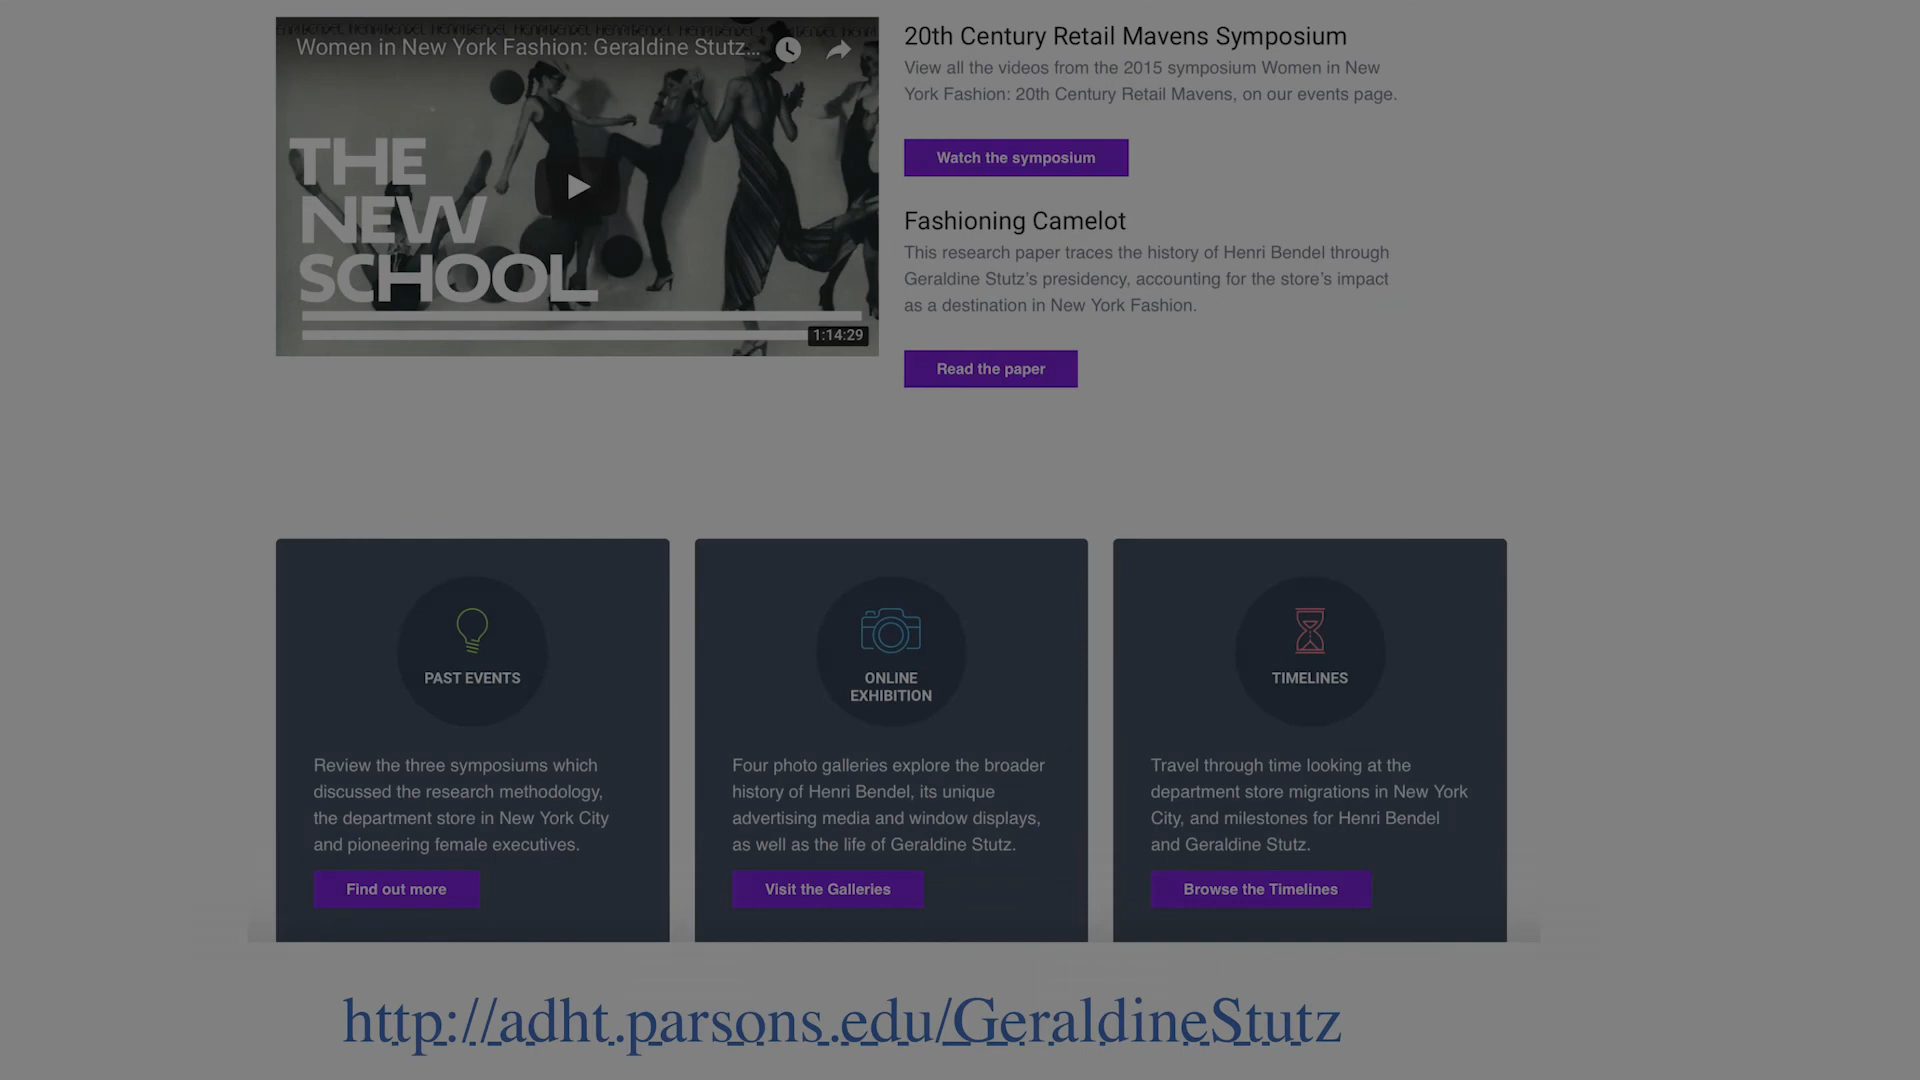 Women in New York Fashion: Geraldine Stutz...
THE
NEW
SCHOOL
1:14:29
20th Century Retail Mavens Symposium
View all the videos from the 2015 symposium Women in New
York Fashion: 20th Century Retail Mavens, on our events page.
Watch the symposium
Fashioning Camelot
This research paper traces the history of Henri Bendel through
Geraldine Stutz’s presidency, accounting for the store’s impact
as a destination in New York Fashion.
Read the paper
PAST EVENTS
Review the three symposiums which
discussed the research methodology,
the department store in New York City
and pioneering female executives.
Find out more
ONLINE
EXHIBITION
Four photo galleries explore the broader
history of Henri Bendel, its unique
advertising media and window displays,
as well as the life of Geraldine Stutz.
Visit the Galleries
TIMELINES
Travel through time looking at the
department store migrations in New York
City, and milestones for Henri Bendel
and Geraldine Stutz.
Browse the Timelines
http://adht.parsons.edu/GeraldineStutz